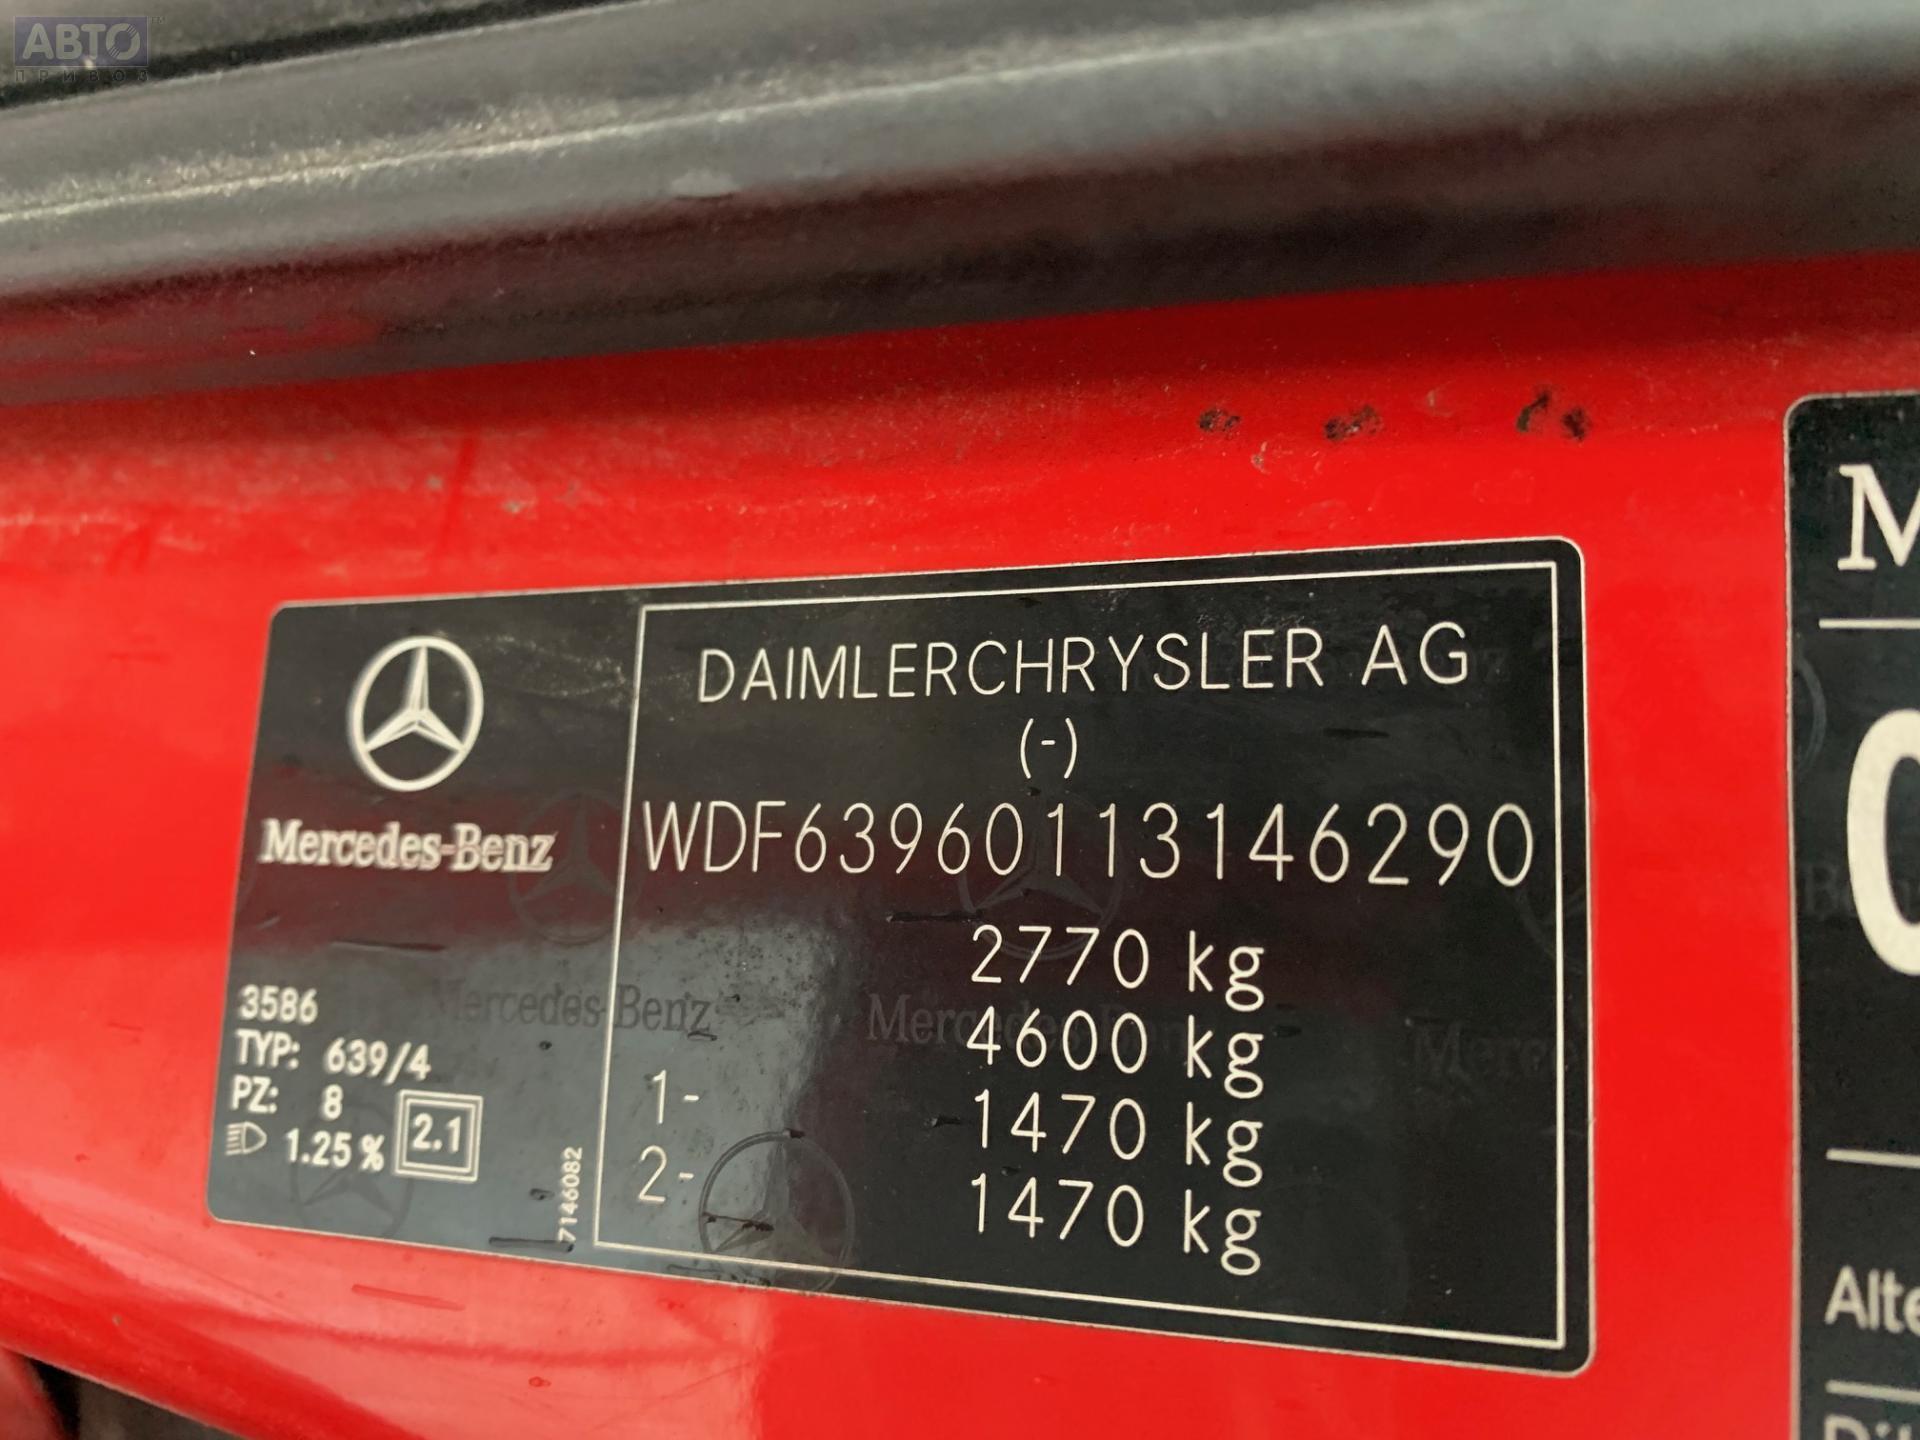 АВТО
ПРИВОЗ
Mercedes-Benz
3586
TYP: 639/4
PZ: 8
1.25 % 2.1
7146082
DAIMLERCHRYSLER AG
(-)
WDF63960113146290
2770 kg
4600 kg
1- 1470 kg
2- 1470 kg
M
Alte